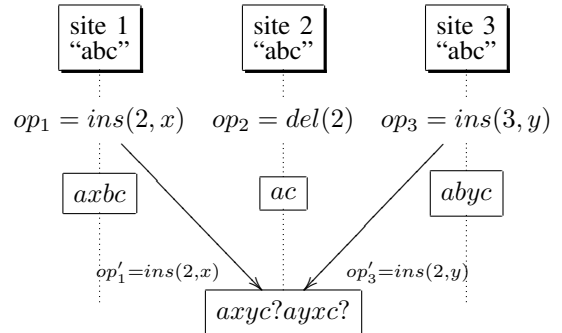 site 1
“abc”
site 2
“abc”
site 3
“abc”
op₁ = ins(2, x)
op₂ = del(2)
op₃ = ins(3, y)
axbc
ac
abyc
op′₁=ins(2,x)
op′₃=ins(2,y)
axyc?ayxc?